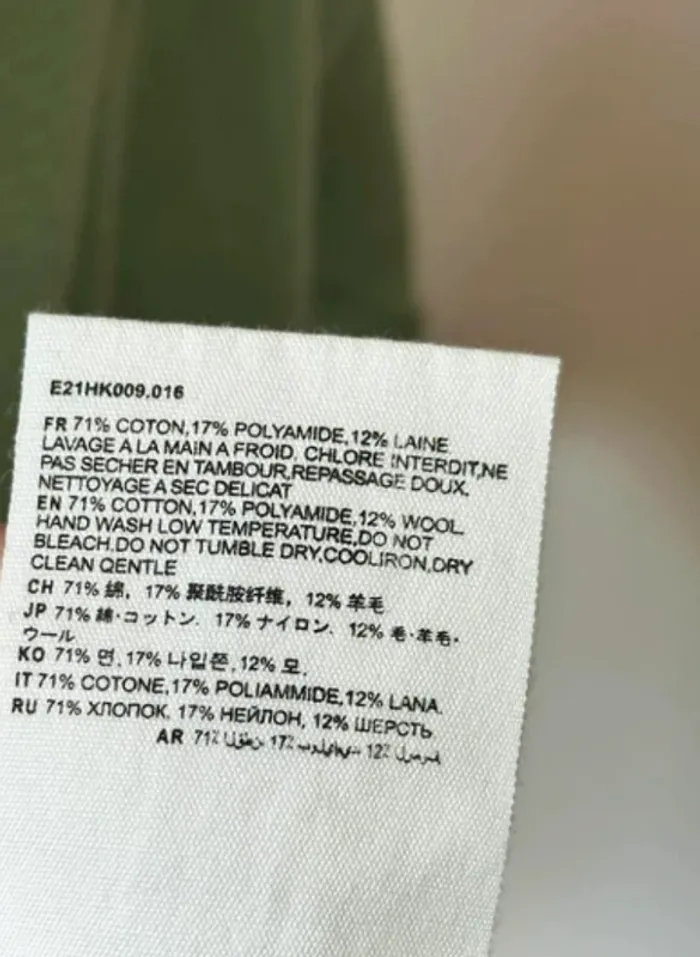 E21HK009.016
FR 71% COTON,17% POLYAMIDE,12% LAINE
LAVAGE A LA MAIN A FROID. CHLORE INTERDIT,NE
PAS SECHER EN TAMBOUR,REPASSAGE DOUX,
NETTOYAGE A SEC DELICAT
EN 71% COTTON,17% POLYAMIDE,12% WOOL
HAND WASH LOW TEMPERATURE,DO NOT
BLEACH.DO NOT TUMBLE DRY,COOLIRON,DRY
CLEAN QENTLE
CH 71% 綿，17% 聚酰胺纤维，12% 羊毛
JP 71% 綿·コットン. 17% ナイロン. 12% 毛·羊毛·
ウール
KO 71% 면,17% 나일론,12% 모,
IT 71% COTONE,17% POLIAMMIDE,12% LANA.
RU 71% ХЛОПОК, 17% НЕЙЛОН, 12% ШЕРСТЬ
AR 71% 17% 12%